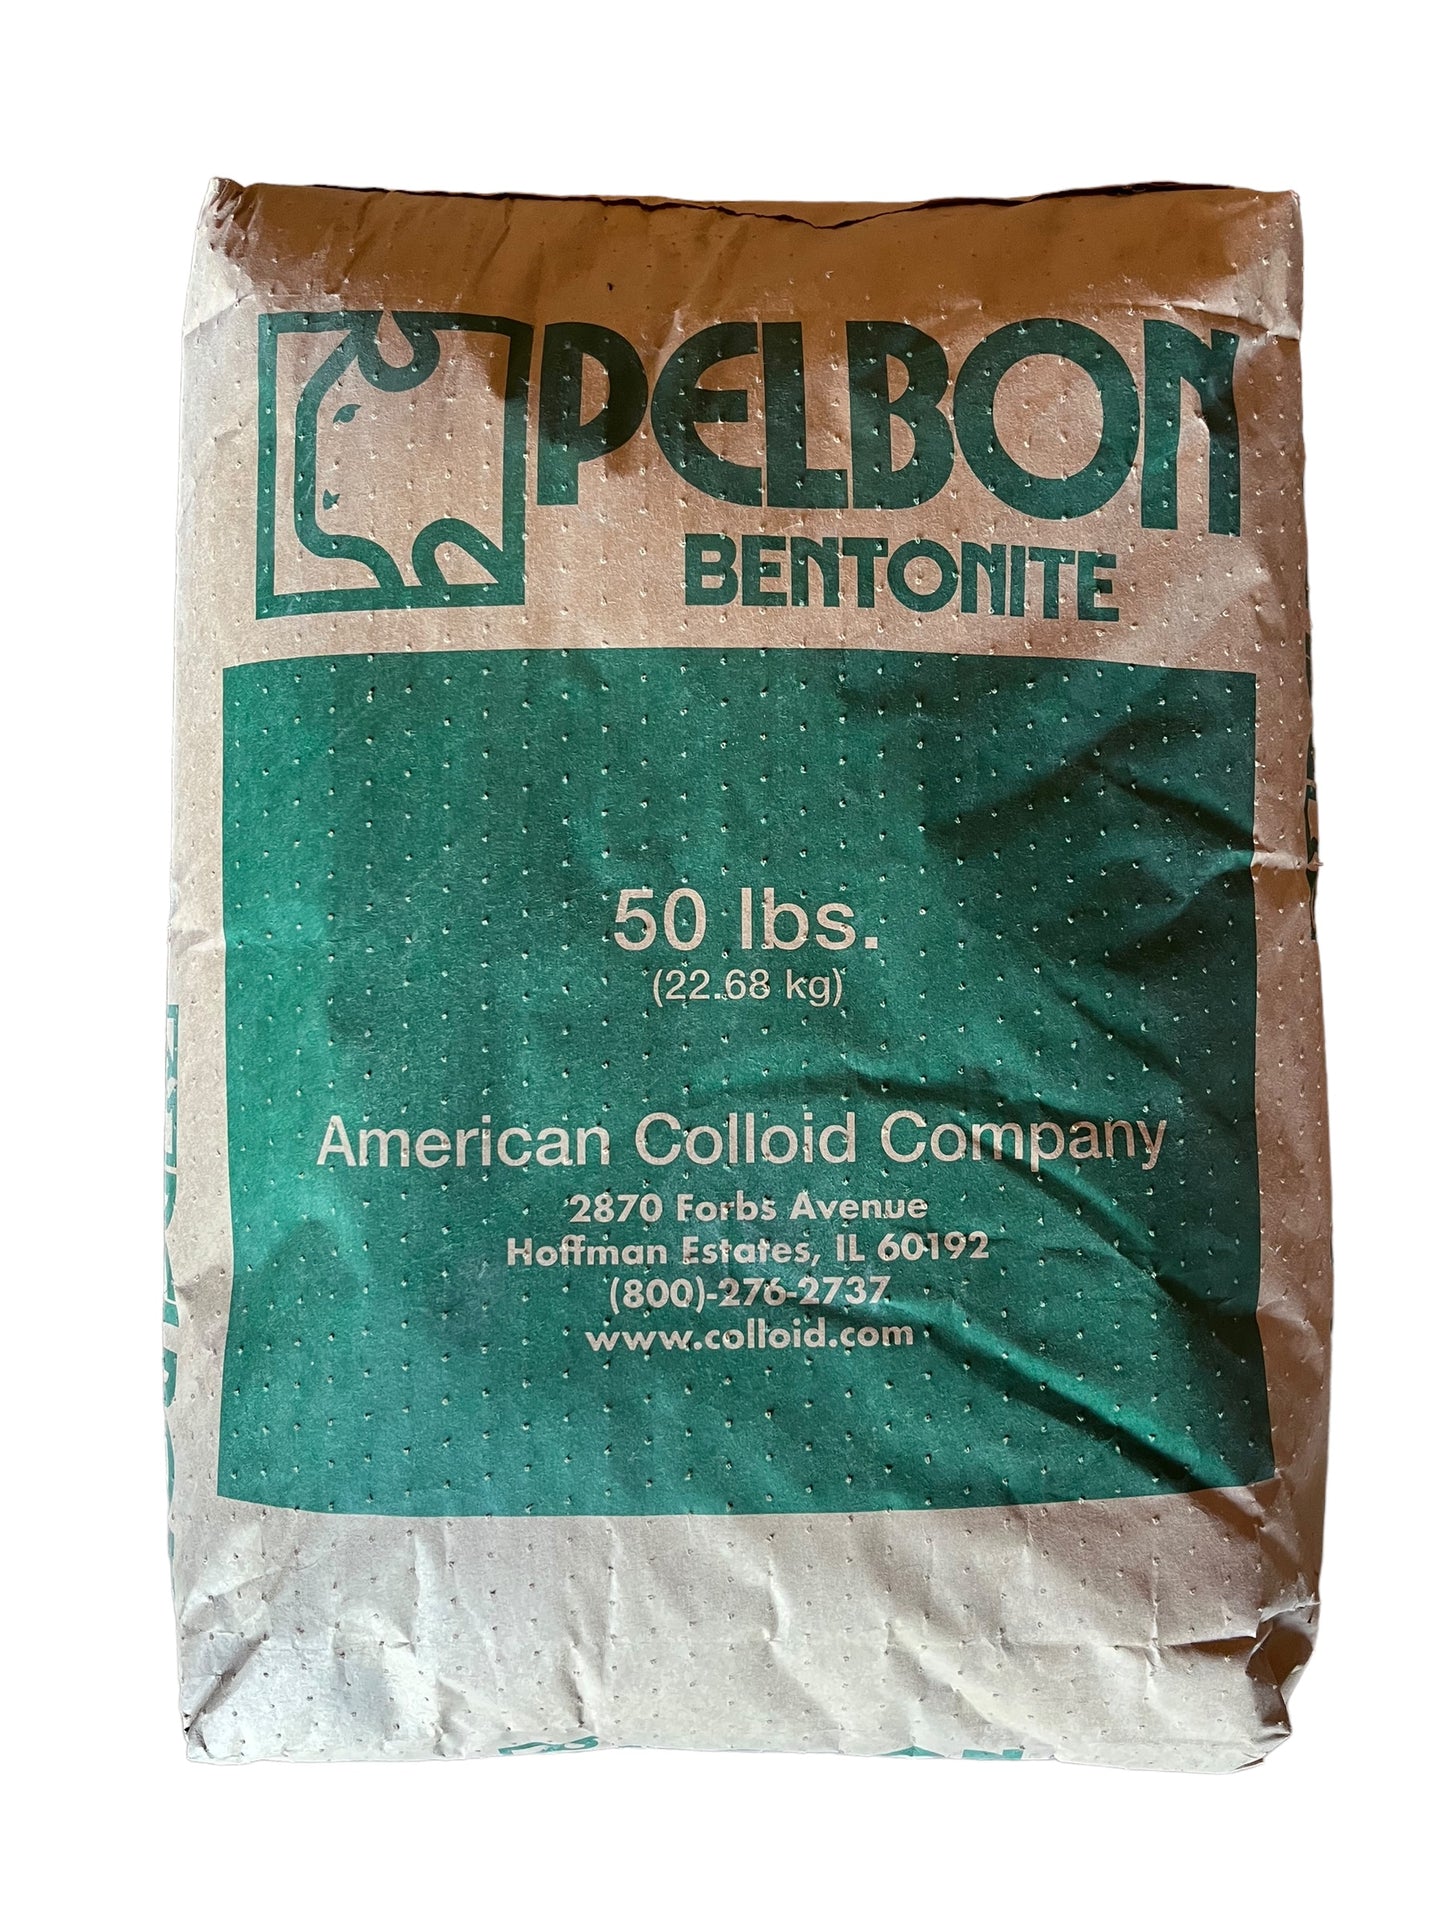 PELBON
BENTONITE
50 lbs.
(22.68 kg)
American Colloid Company
2870 Forbs Avenue
Hoffman Estates, IL 60192
(800)-276-2737
www.colloid.com